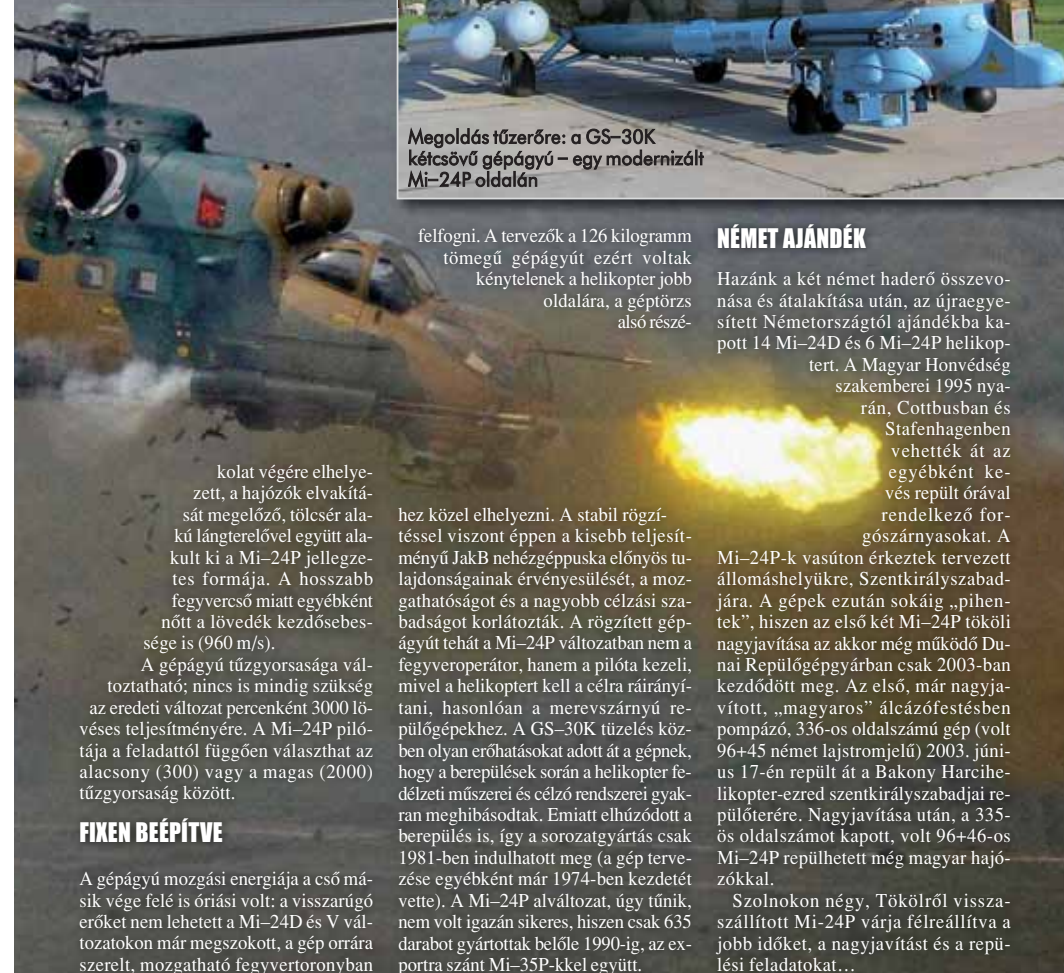 Megoldás tűzerőre: a GS–30K
kétcsövű gépágyú – egy modernizált
Mi–24P oldalán
kolat végére elhelye-
zett, a hajózók elvakítá-
sát megelőző, tölcsér ala-
kú lángterelővel együtt ala-
kult ki a Mi–24P jellegze-
tes formája. A hosszabb
fegyvercső miatt egyébként
nőtt a lövedék kezdősebes-
sége is (960 m/s).
A gépágyú tűzgyorsasága vál-
toztatható; nincs is mindig szükség
az eredeti változat percenként 3000 lö-
véses teljesítményére. A Mi–24P piló-
tája a feladattól függően választhat az
alacsony (300) vagy a magas (2000)
tűzgyorsaság között.
FIXEN BEÉPÍTVE
A gépágyú mozgási energiája a cső má-
sik vége felé is óriási volt: a visszarúgó
erőket nem lehetett a Mi–24D és V vál-
tozatokon már megszokott, a gép orrára
szerelt, mozgatható fegyvertoronyban
felfogni. A tervezők a 126 kilogramm
tömegű gépágyút ezért voltak
kénytelenek a helikopter jobb
oldalára, a géptörzs
alsó részé-
hez közel elhelyezni. A stabil rögzí-
téssel viszont éppen a kisebb teljesít-
ményű JakB nehézgéppuska előnyös tu-
lajdonságainak érvényesülését, a moz-
gathatóságot és a nagyobb célzási sza-
badságot korlátozták. A rögzített gép-
ágyút tehát a Mi–24P változatban nem a
fegyveroperátor, hanem a pilóta kezeli,
mivel a helikoptert kell a célra ráirányí-
tani, hasonlóan a merevszárnyú re-
pülőgépekhez. A GS–30K tüzelés köz-
ben olyan erőhatásokat adott át a gépnek,
hogy a berepülések során a helikopter fe-
délzeti műszerei és célzó rendszerei gyak-
ran meghibásodtak. Emiatt elhúzódott a
berepülés is, így a sorozatgyártás csak
1981-ben indulhatott meg (a gép terve-
zése egyébként már 1974-ben kezdetét
vette). A Mi–24P alváltozat, úgy tűnik,
nem volt igazán sikeres, hiszen csak 635
darabot gyártottak belőle 1990-ig, az ex-
portra szánt Mi–35P-kkel együtt.
NÉMET AJÁNDÉK
Hazánk a két német haderő összevo-
nása és átalakítása után, az újraegye-
sített Németországtól ajándékba ka-
pott 14 Mi–24D és 6 Mi–24P helikop-
tert. A Magyar Honvédség
szakemberei 1995 nya-
rán, Cottbusban és
Stafenhagenben
vehették át az
egyébként ke-
vés repült órával
rendelkező for-
gószárnyasokat. A
Mi–24P-k vasúton érkeztek tervezett
állomáshelyükre, Szentkirályszabad-
jára. A gépek ezután sokáig „pihen-
tek”, hiszen az első két Mi–24P tököli
nagyjavítása az akkor még működő Du-
nai Repülőgépgyárban csak 2003-ban
kezdődött meg. Az első, már nagyja-
vított, „magyaros” álcázófestésben
pompázó, 336-os oldalszámú gép (volt
96+45 német lajstromjelű) 2003. júni-
us 17-én repült át a Bakony Harcihe-
likopter-ezred szentkirályszabadjai re-
pülőterére. Nagyjavítása után, a 335-
ös oldalszámot kapott, volt 96+46-os
Mi–24P repülhetett még magyar hajó-
zókkal.
Szolnokon négy, Tökölről vissza-
szállított Mi-24P várja félreállítva a
jobb időket, a nagyjavítást és a repü-
lési feladatokat…